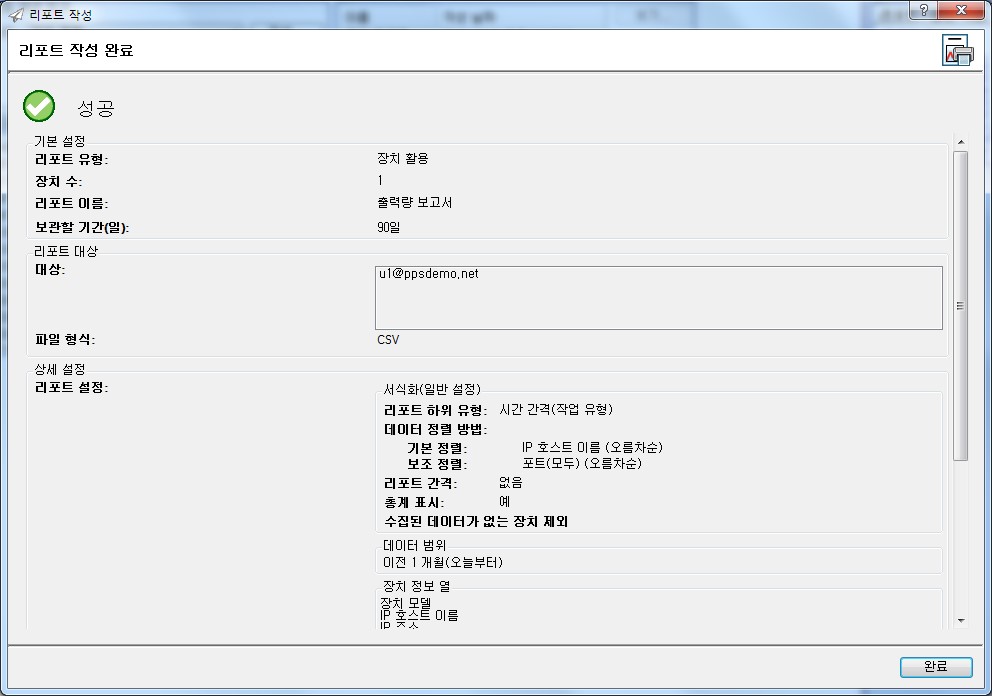 리포트 작성
리포트 작성 완료
성공
기본 설정
리포트 유형: 장치 활용
장치 수: 1
리포트 이름: 출력량 보고서
보관할 기간(일): 90일
리포트 대상
대상: u1@ppsdemo.net
파일 형식: CSV
상세 설정
리포트 설정:
서식화(일반 설정)
리포트 하위 유형: 시간 간격(작업 유형)
데이터 정렬 방법:
기본 정렬: IP 호스트 이름 (오름차순)
보조 정렬: 포트(모두) (오름차순)
리포트 간격: 없음
총계 표시: 예
수집된 데이터가 없는 장치 제외
데이터 범위
이전 1 개월(오늘부터)
장치 정보 열
장치 모델
IP 호스트 이름
IP 주소
완료